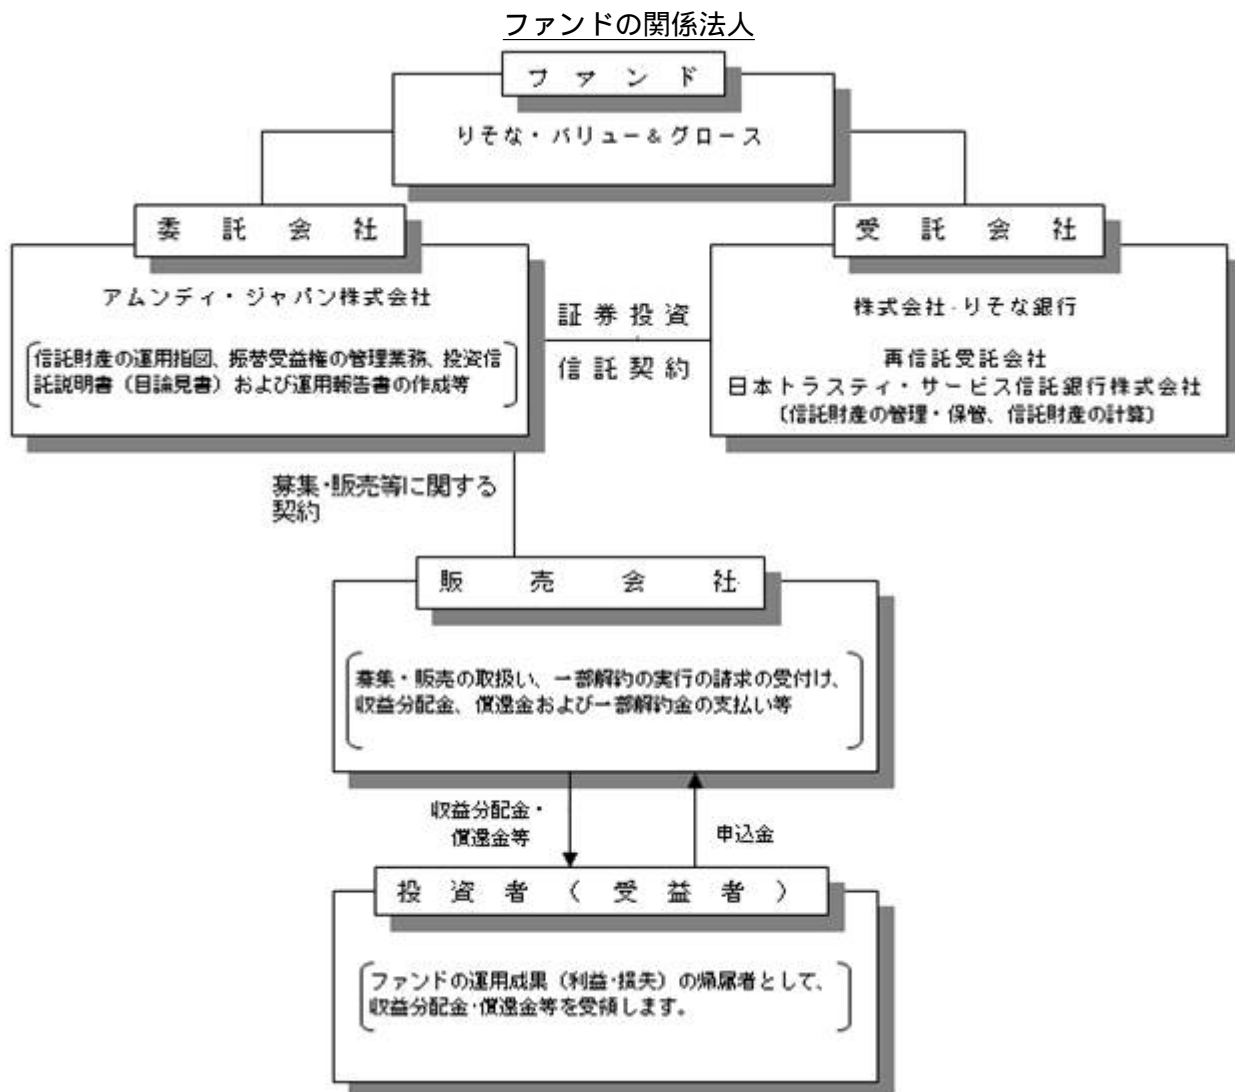 ファンドの関係法人
ファンド
りそな・バリュー&グロース
委託会社
アムンディ・ジャパン株式会社
信託財産の運用指図、振替受益権の管理業務、投資信
託説明書（目論見書）および運用報告書の作成等
証券投資
信託契約
受託会社
株式会社・りそな銀行
再信託受託会社
日本トラスティ・サービス信託銀行株式会社
（信託財産の管理・保管、信託財産の計算）
募集・販売等に関する
契約
販売会社
募集・販売の取扱い、一部解約の実行の請求の受付け、
収益分配金、償還金および一部解約金の支払い等
収益分配金・
償還金等
申込金
投資者（受益者）
ファンドの運用成果（利益・損失）の帰属者として、
収益分配金・償還金等を受領します。